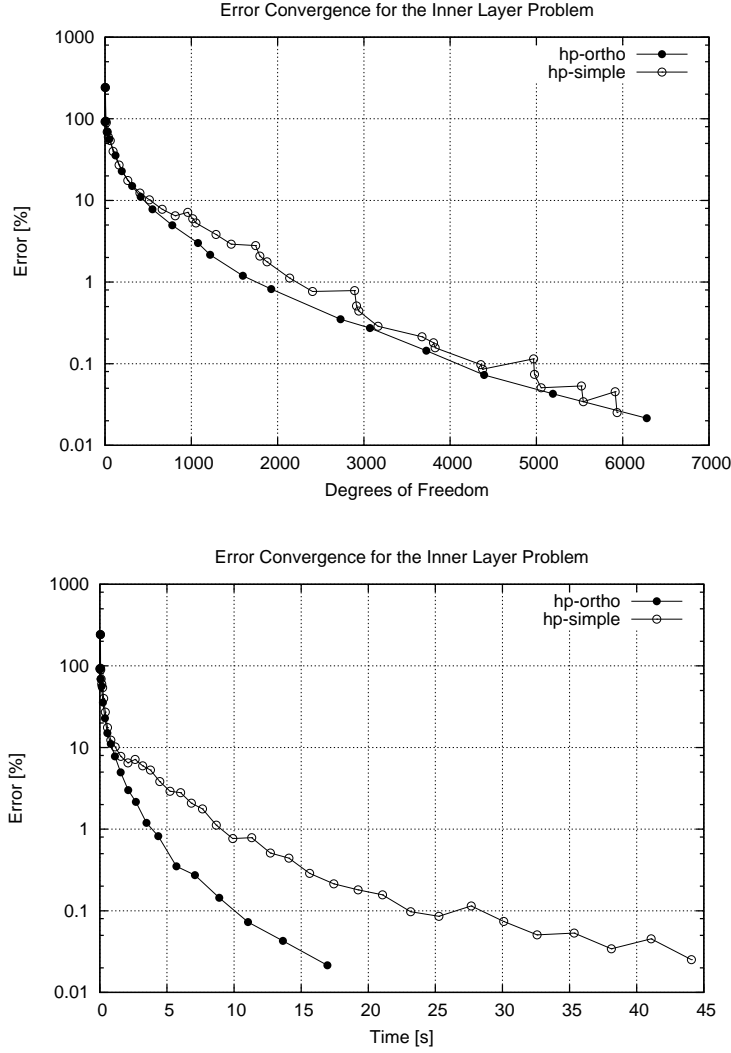 Error Convergence for the Inner Layer Problem
1000
100
10
1
0.1
0.01
Error [%]
hp-ortho
hp-simple
0 1000 2000 3000 4000 5000 6000 7000
Degrees of Freedom
Error Convergence for the Inner Layer Problem
1000
100
10
1
0.1
0.01
Error [%]
hp-ortho
hp-simple
0 5 10 15 20 25 30 35 40 45
Time [s]